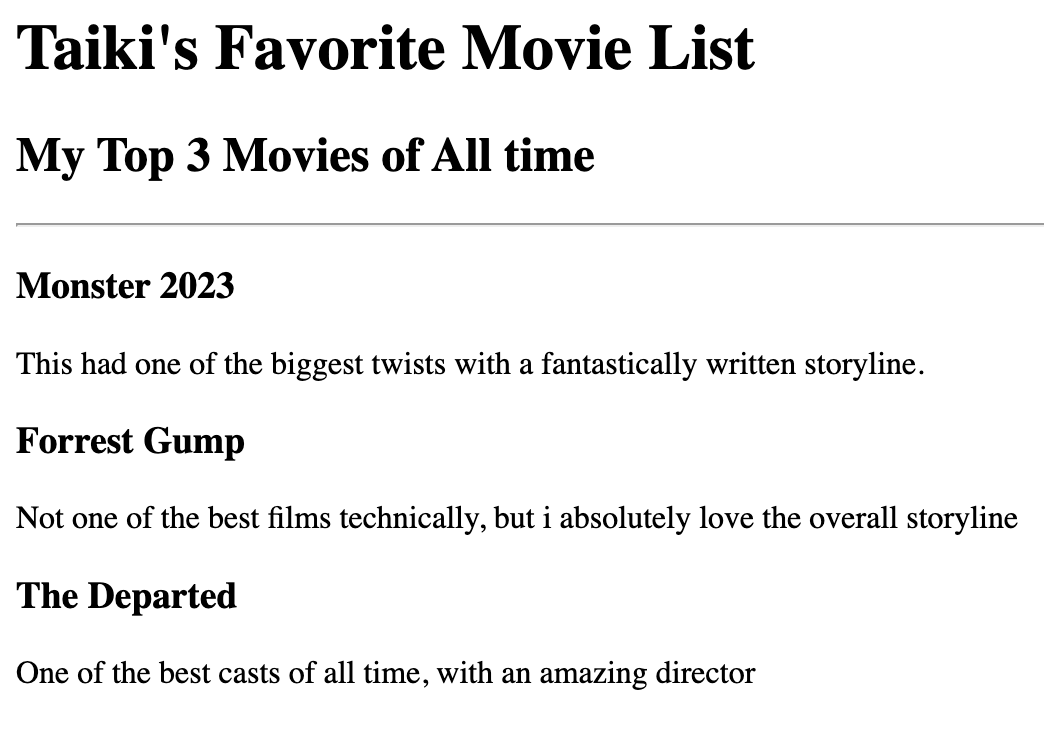 Taiki's Favorite Movie List
My Top 3 Movies of All time
Monster 2023
This had one of the biggest twists with a fantastically written storyline.
Forrest Gump
Not one of the best films technically, but i absolutely love the overall storyline
The Departed
One of the best casts of all time, with an amazing director